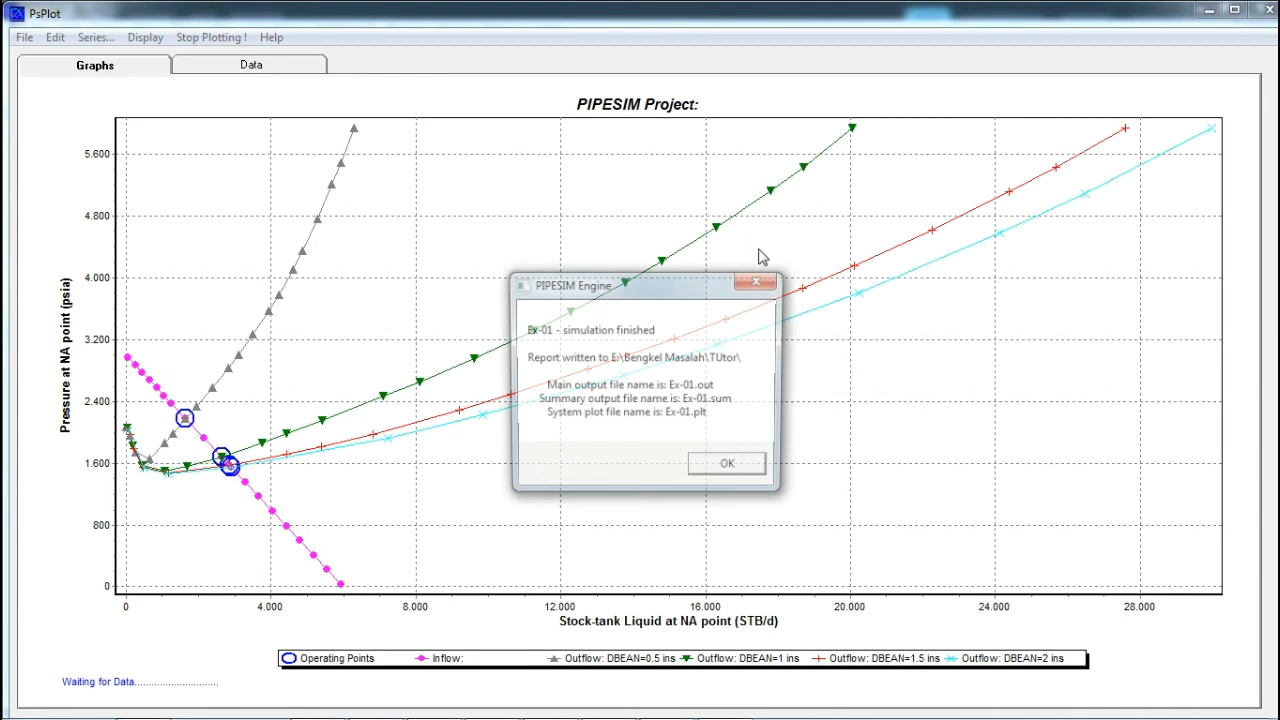 PsPlot
File Edit Series... Display Stop Plotting ! Help
Graphs Data
PIPESIM Project:
5.600
4.800
4.000
3.200
2.400
1.600
800
0
Pressure at NA point (psia)
PIPESIM Engine
Ex-01 - simulation finished
Report written to E:\Bengkel Masalah\TUtor\
Main output file name is: Ex-01.out
Summary output file name is: Ex-01.sum
System plot file name is: Ex-01.plt
OK
0 4.000 8.000 12.000 16.000 20.000 24.000 28.000
Stock-tank Liquid at NA point (STB/d)
Operating Points Inflow: Outflow: DBEAN=0.5 ins Outflow: DBEAN=1 ins Outflow: DBEAN=1.5 ins Outflow: DBEAN=2 ins
Waiting for Data...............................